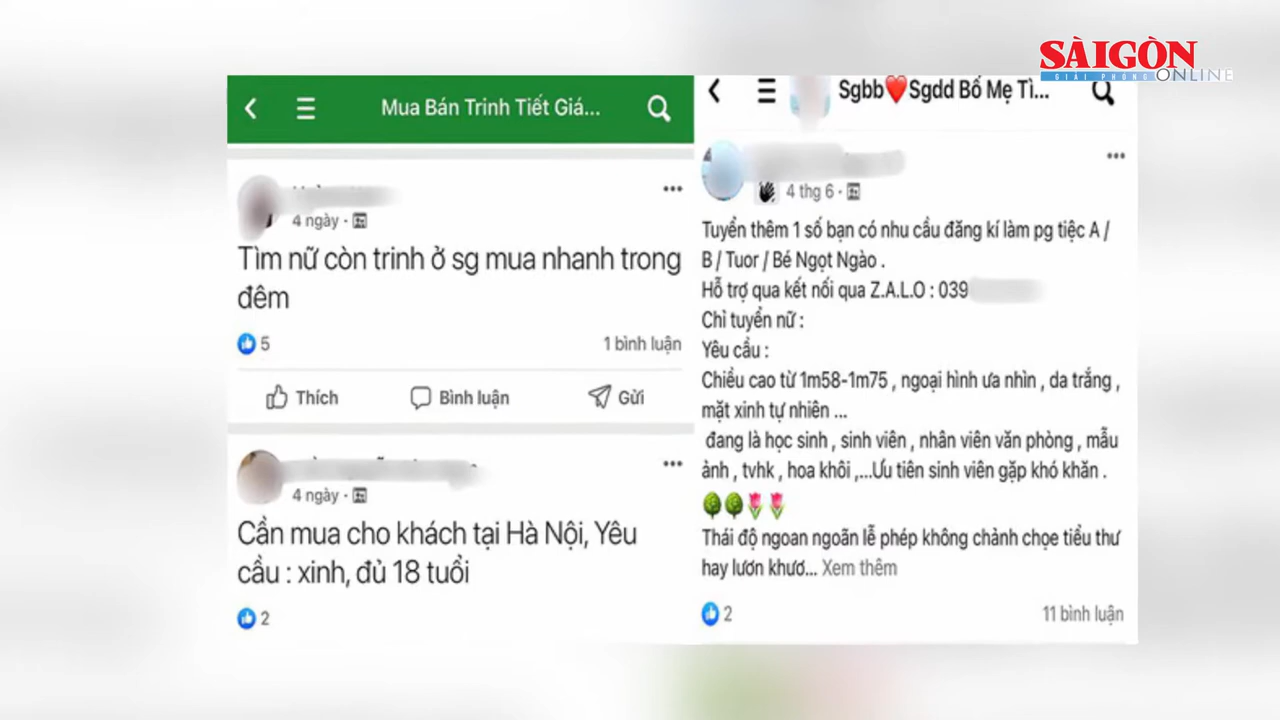 SÀI GÒN
GIẢI PHÓNG ONLINE
Mua Bán Trinh Tiết Giá...
4 ngày
Tìm nữ còn trinh ở sg mua nhanh trong
đêm
5
1 bình luận
Thích
Bình luận
Gửi
4 ngày
Cần mua cho khách tại Hà Nội, Yêu
cầu : xinh, đủ 18 tuổi
2
Sgbb❤️Sgdd Bố Mẹ Tì...
4 thg 6
Tuyển thêm 1 số bạn có nhu cầu đăng kí làm pg tiệc A /
B / Tuor / Bé Ngọt Ngào .
Hỗ trợ qua kết nối qua Z.A.L.O : 039
Chỉ tuyển nữ :
Yêu cầu :
Chiều cao từ 1m58-1m75 , ngoại hình ưa nhìn , da trắng ,
mặt xinh tự nhiên ...
đang là học sinh , sinh viên , nhân viên văn phòng , mẫu
ảnh , tvhk , hoa khôi ,...Ưu tiên sinh viên gặp khó khăn .
🌳🌳🌷🌷
Thái độ ngoan ngoãn lễ phép không chảnh chọe tiểu thư
hay lươn khươ... Xem thêm
2
11 bình luận